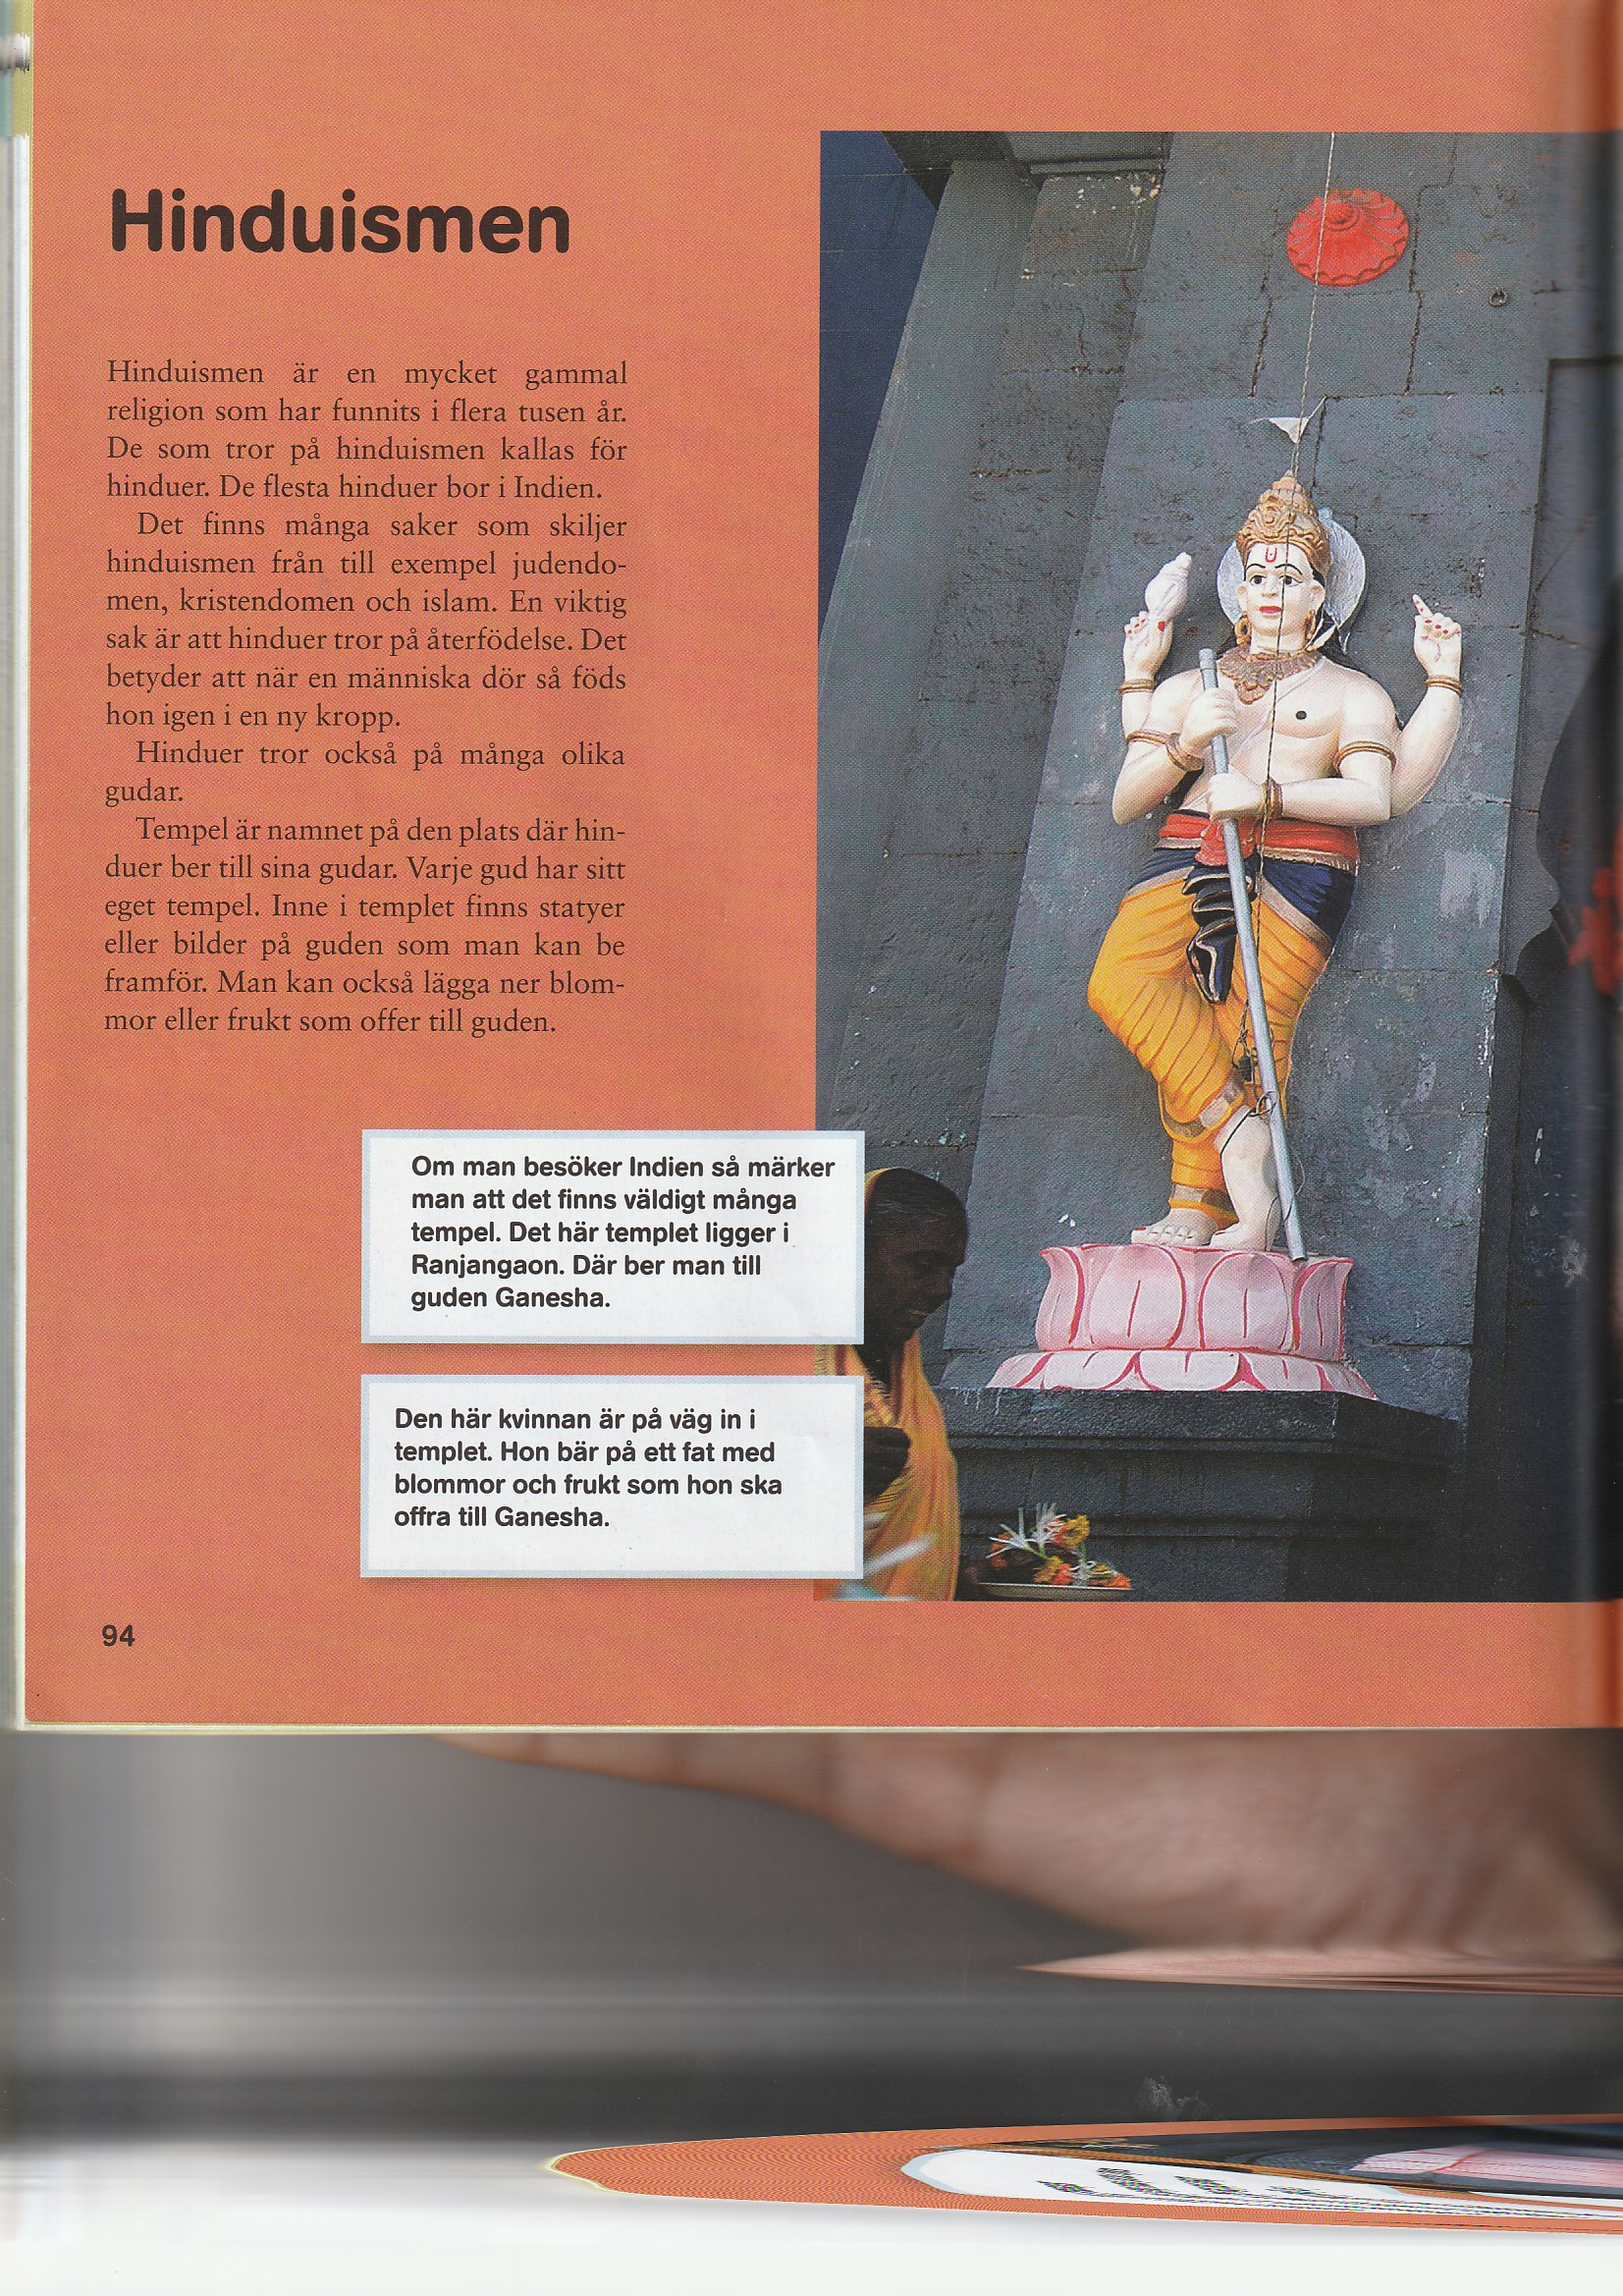 Hinduismen
Hinduismen är en mycket gammal
religion som har funnits i flera tusen år.
De som tror på hinduismen kallas för
hinduer. De flesta hinduer bor i Indien.
Det finns många saker som skiljer
hinduismen från till exempel judendo-
men, kristendomen och islam. En viktig
sak är att hinduer tror på återfödelse. Det
betyder att när en människa dör så föds
hon igen i en ny kropp.
Hinduer tror också på många olika
gudar.
Tempel är namnet på den plats där hin-
duer ber till sina gudar. Varje gud har sitt
eget tempel. Inne i templet finns statyer
eller bilder på guden som man kan be
framför. Man kan också lägga ner blom-
mor eller frukt som offer till guden.
Om man besöker Indien så märker
man att det finns väldigt många
tempel. Det här templet ligger i
Ranjangaon. Där ber man till
guden Ganesha.
Den här kvinnan är på väg in i
templet. Hon bär på ett fat med
blommor och frukt som hon ska
offra till Ganesha.
94